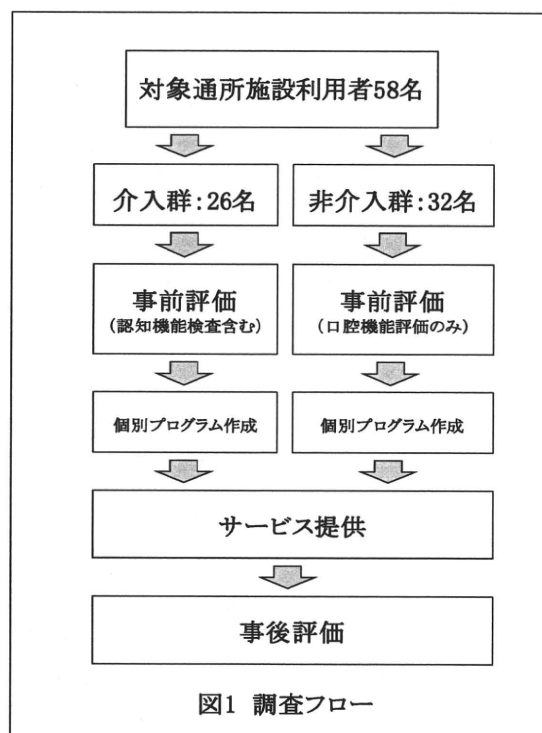 対象通所施設利用者58名
介入群:26名
非介入群:32名
事前評価
(認知機能検査含む)
事前評価
(口腔機能評価のみ)
個別プログラム作成
個別プログラム作成
サービス提供
事後評価
図1 調査フロー